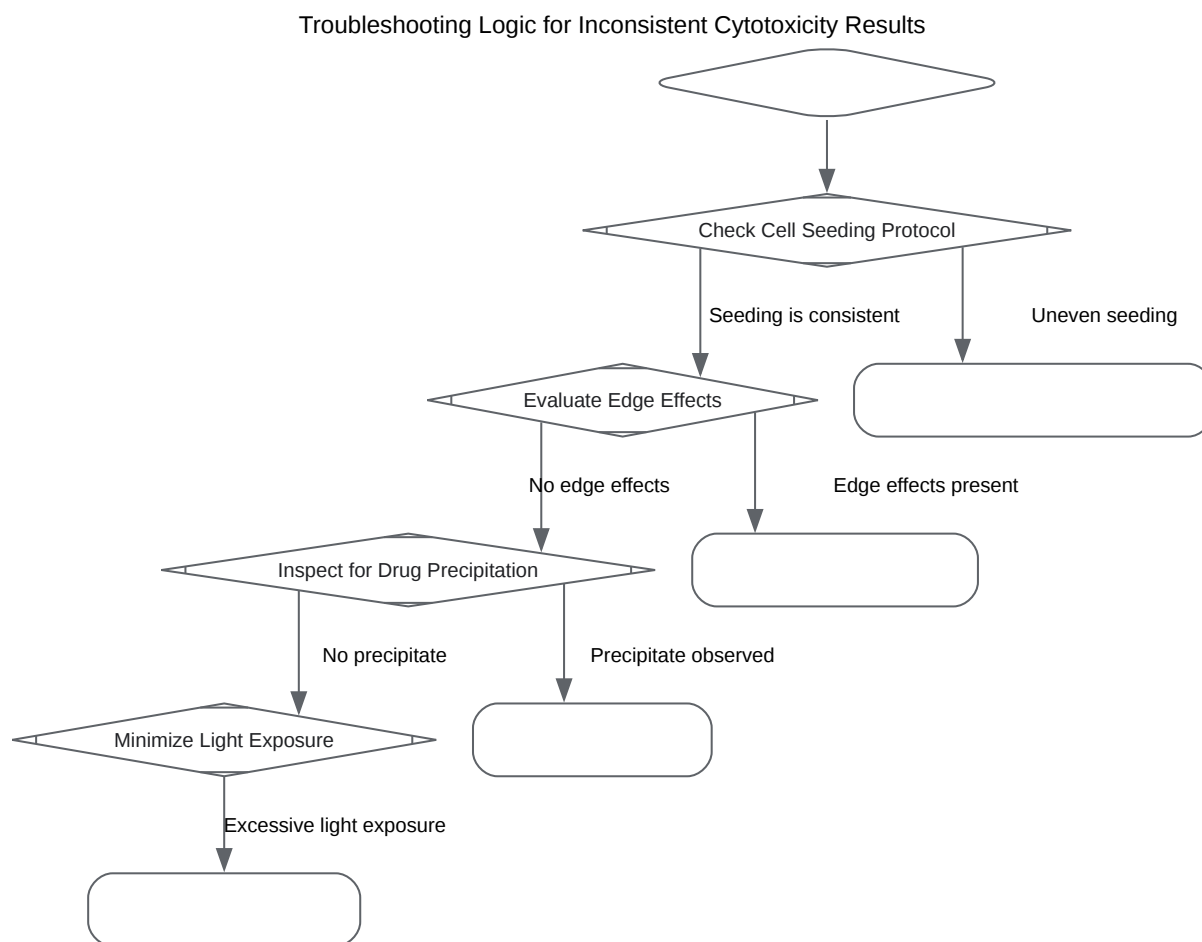 Troubleshooting Logic for Inconsistent Cytotoxicity Results
Check Cell Seeding Protocol
Seeding is consistent
Uneven seeding
Evaluate Edge Effects
No edge effects
Edge effects present
Inspect for Drug Precipitation
No precipitate
Precipitate observed
Minimize Light Exposure
Excessive light exposure